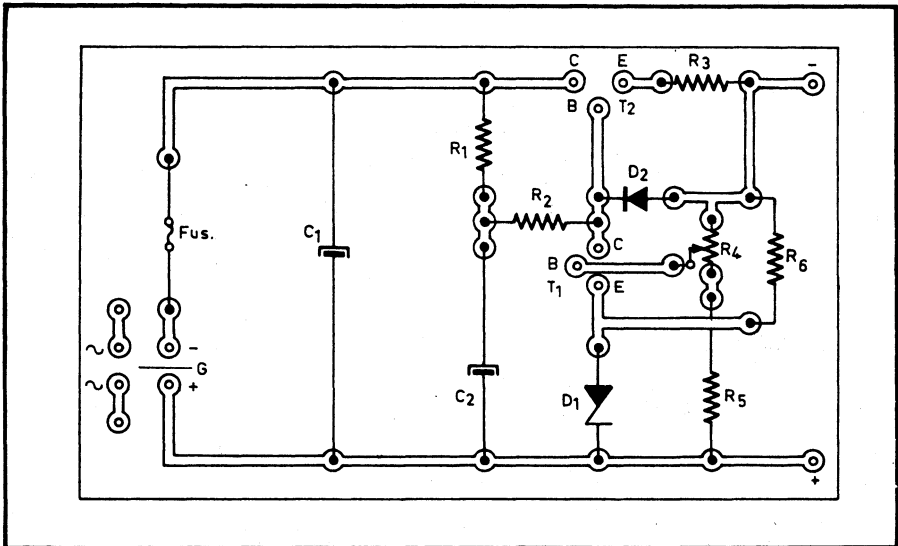 C
E
R3
-
B
T2
R1
D2
R2
Fus.
C1
C
R4
B
R6
T1
E
~
-
G
~
+
C2
D1
R5
+